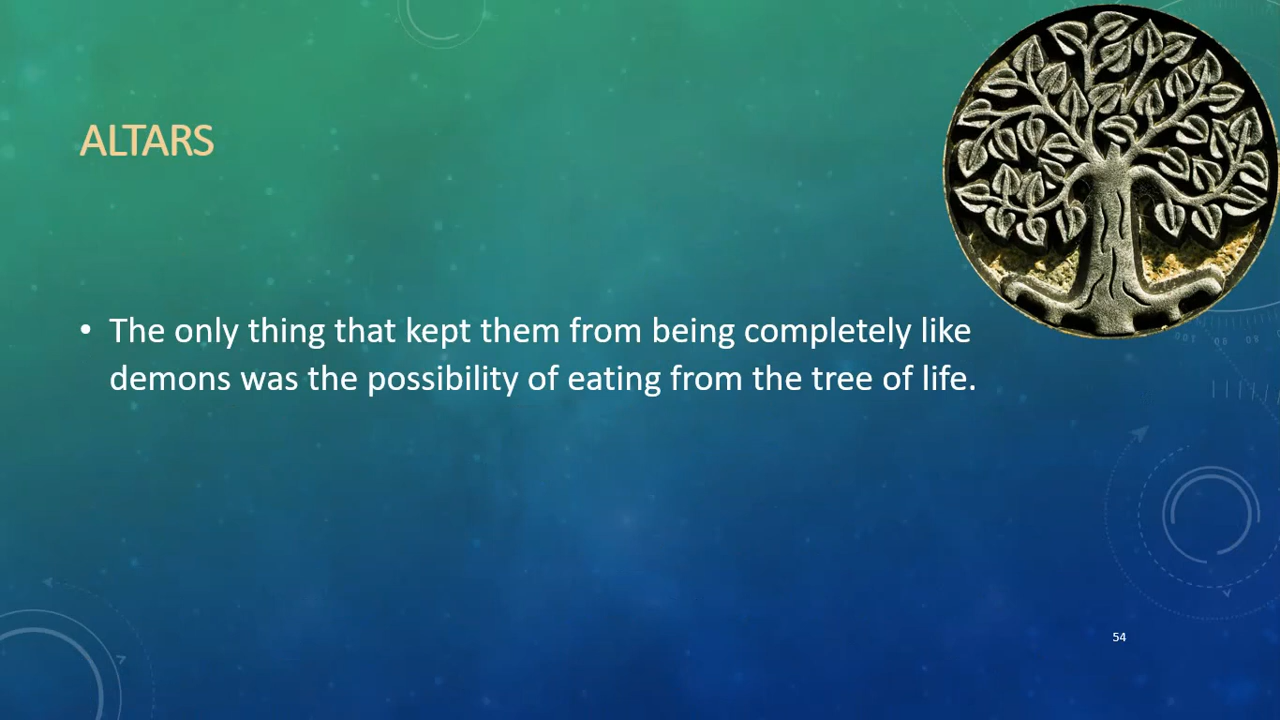 ALTARS
• The only thing that kept them from being completely like
demons was the possibility of eating from the tree of life.
54